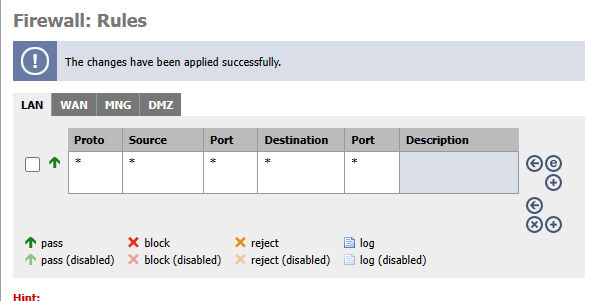 Firewall: Rules
The changes have been applied successfully.
LAN WAN MNG DMZ
Proto Source Port Destination Port Description
* * * * *
pass block reject log
pass (disabled) block (disabled) reject (disabled) log (disabled)
Hint: